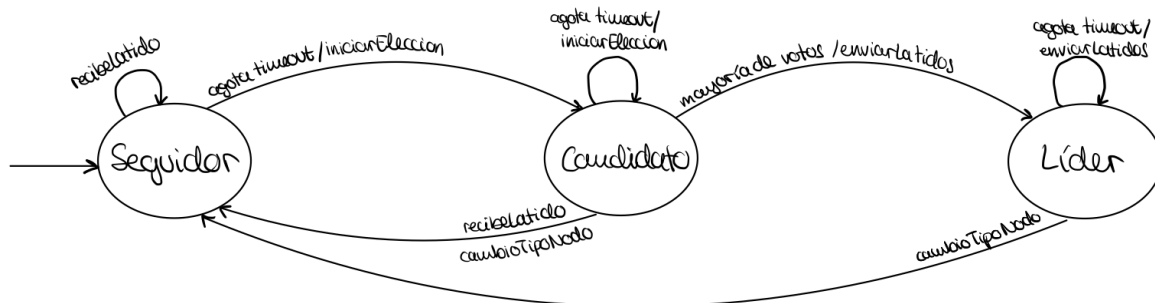 recibeLatido
agota timeout/iniciarEleccion
agota timeout/
iniciarEleccion
mayoría de votos /enviarLatidos
agota timeout/
enviarLatidos
Seguidor
Candidato
Líder
recibeLatido
cambioTipoNodo
cambioTipoNodo